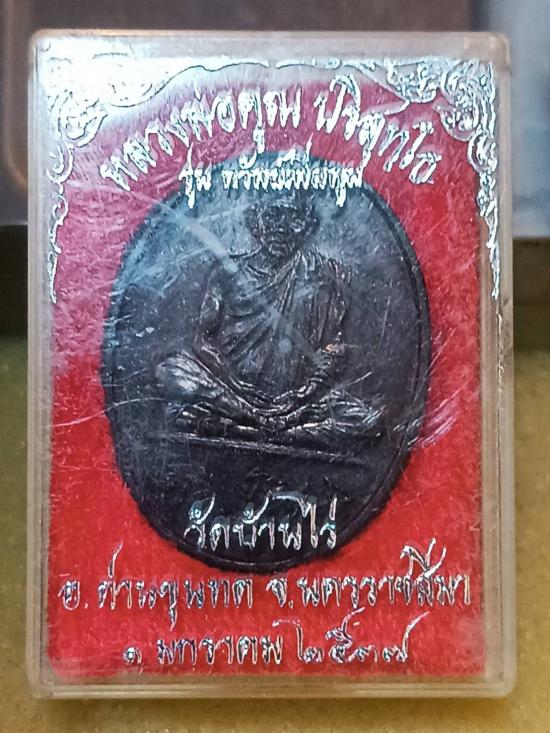 หลวงพ่อคูณ ปริสุทโธ
รุ่น ทรัพย์เพิ่มพูน
วัดบ้านไร่
อ. ด่านขุนทด จ. นครราชสีมา
๑ มกราคม ๒๕๓๗